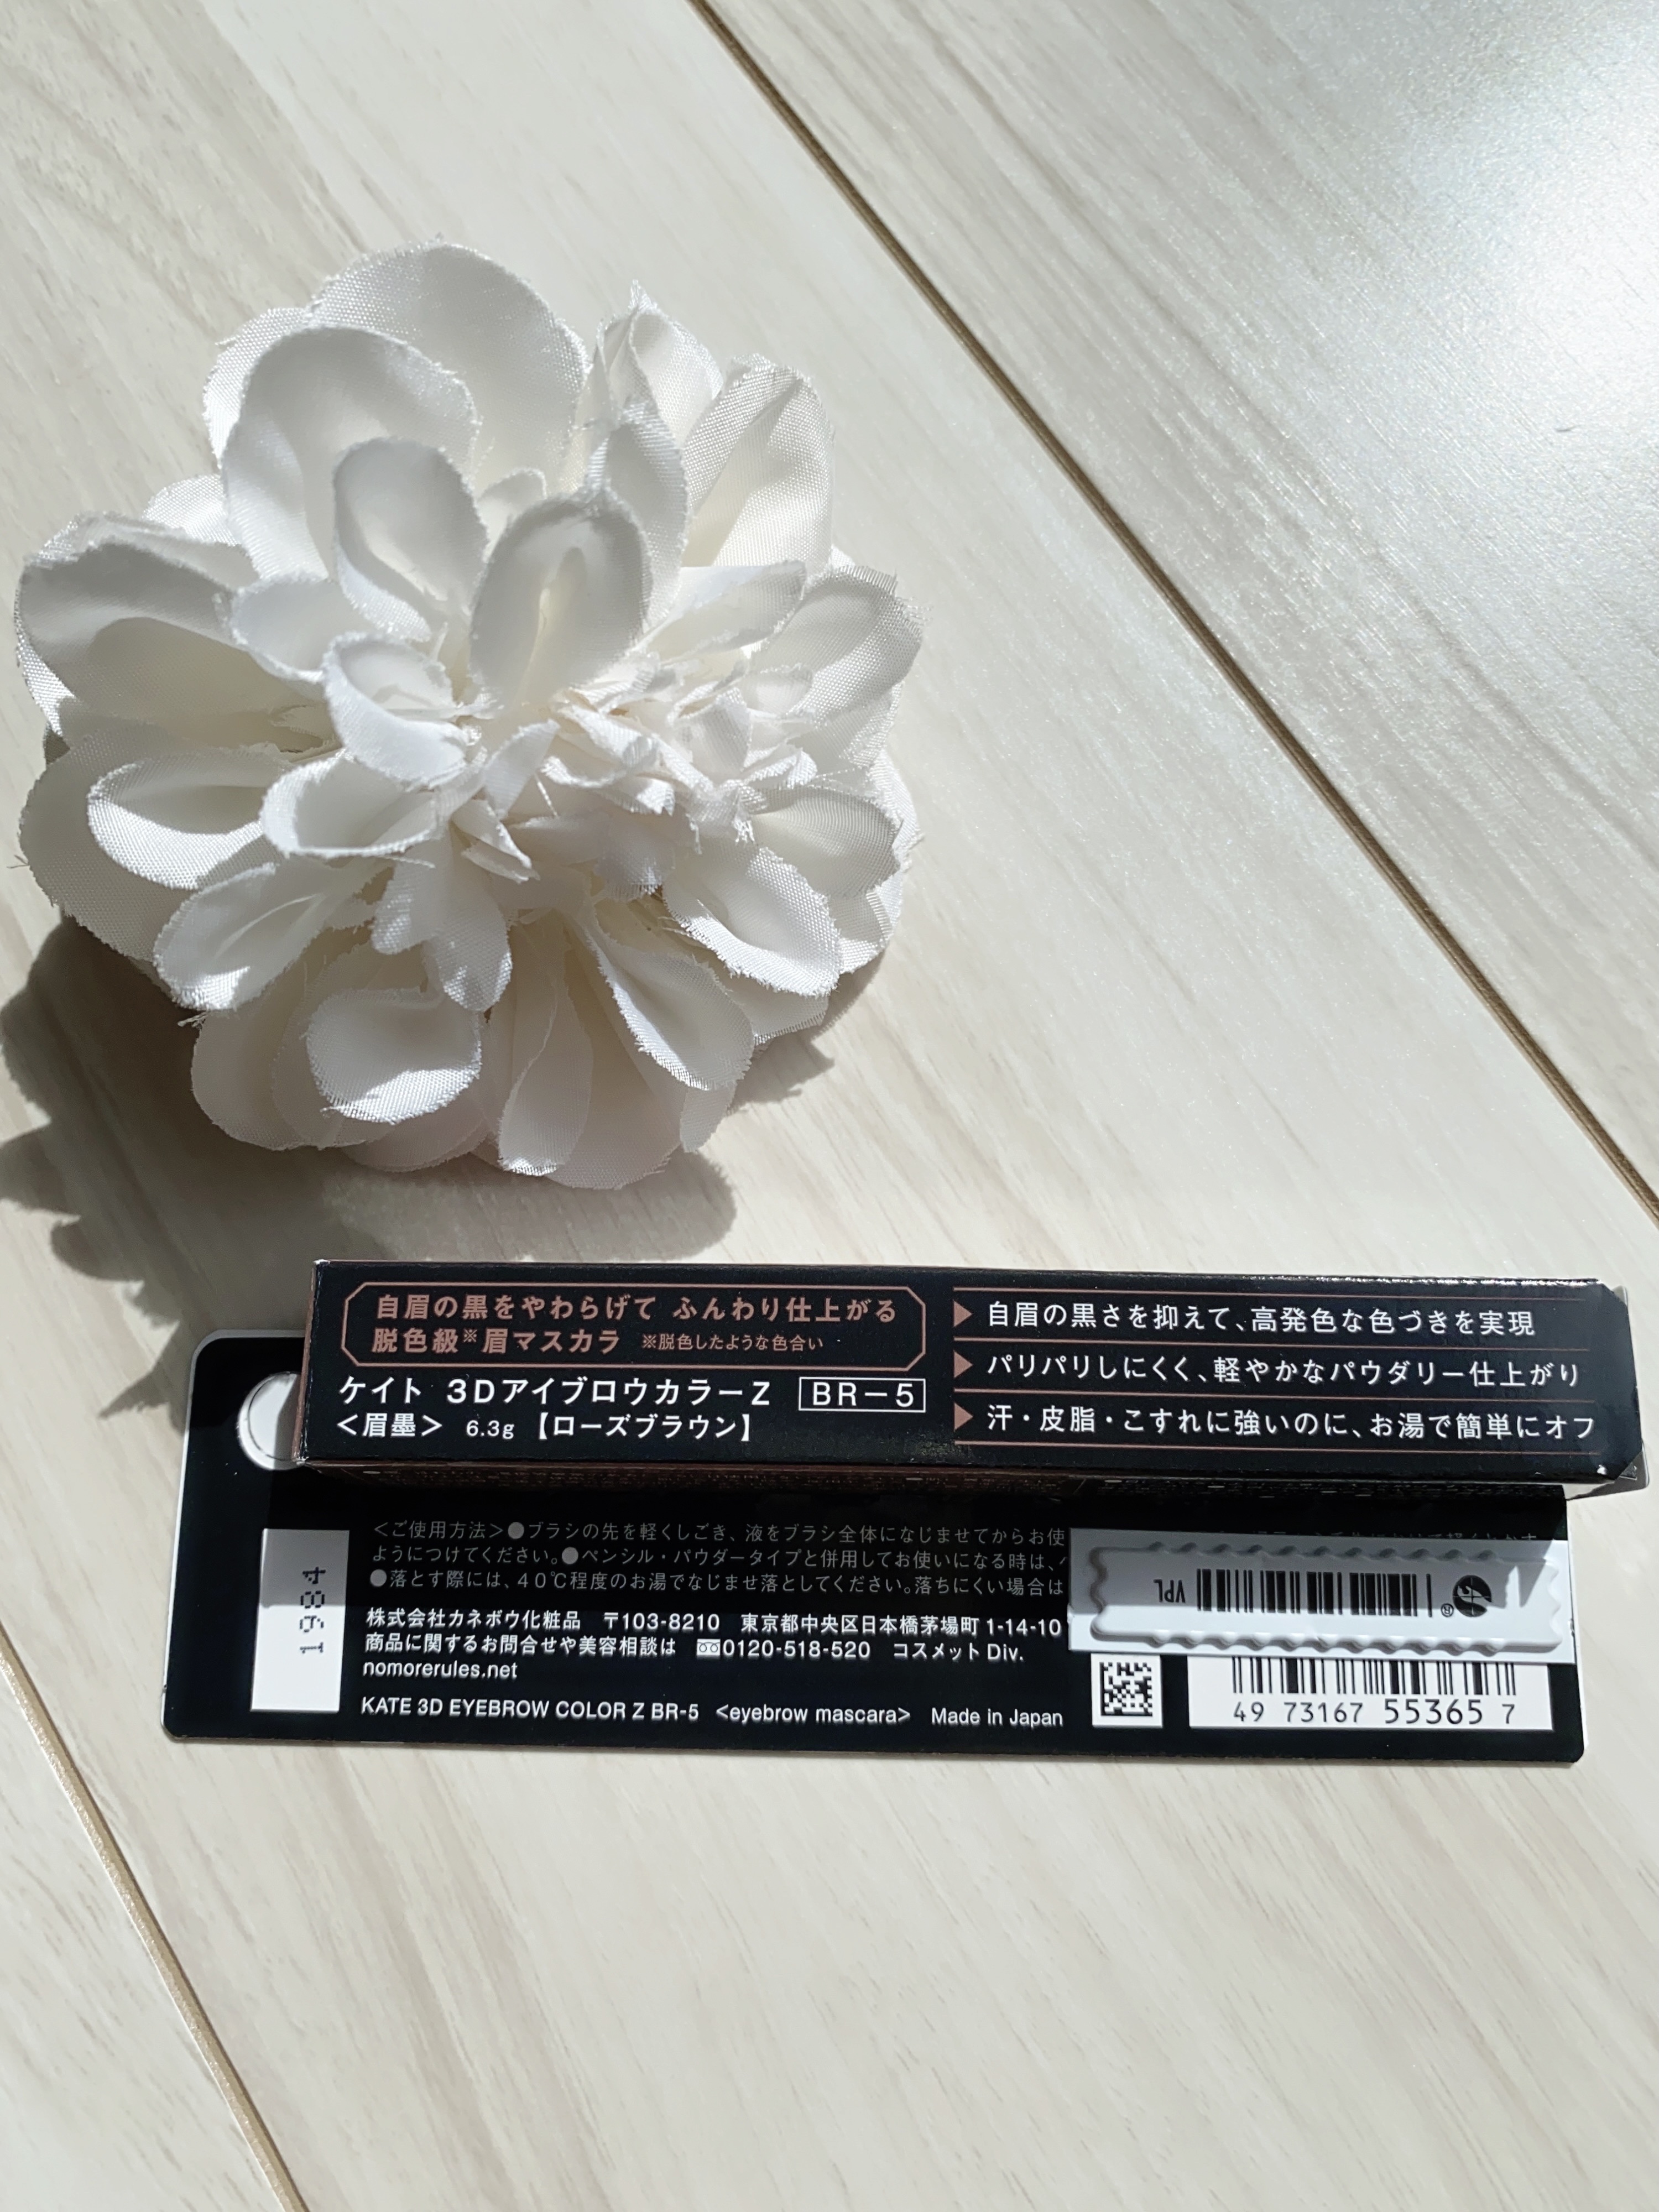 自眉の黒をやわらげて ふんわり仕上がる
脱色級※眉マスカラ ※脱色したような色合い
ケイト 3DアイブロウカラーZ BR-5
<眉墨> 6.3g 【ローズブラウン】
自眉の黒さを抑えて、高発色な色づきを実現
パリパリしにくく、軽やかなパウダリー仕上がり
汗・皮脂・こすれに強いのに、お湯で簡単にオフ
<ご使用方法>●ブラシの先を軽くしごき、液をブラシ全体になじませてからお使
ようにつけてください。●ペンシル・パウダータイプと併用してお使いになる時は、
●落とす際には、40℃程度のお湯でなじませ落としてください。落ちにくい場合は
株式会社カネボウ化粧品 〒103-8210 東京都中央区日本橋茅場町1-14-10
商品に関するお問合せや美容相談は 0120-518-520 コスメット Div.
nomorerules.net
KATE 3D EYEBROW COLOR Z BR-5 <eyebrow mascara> Made in Japan
1984
VPL
®
49 73167 55365 7